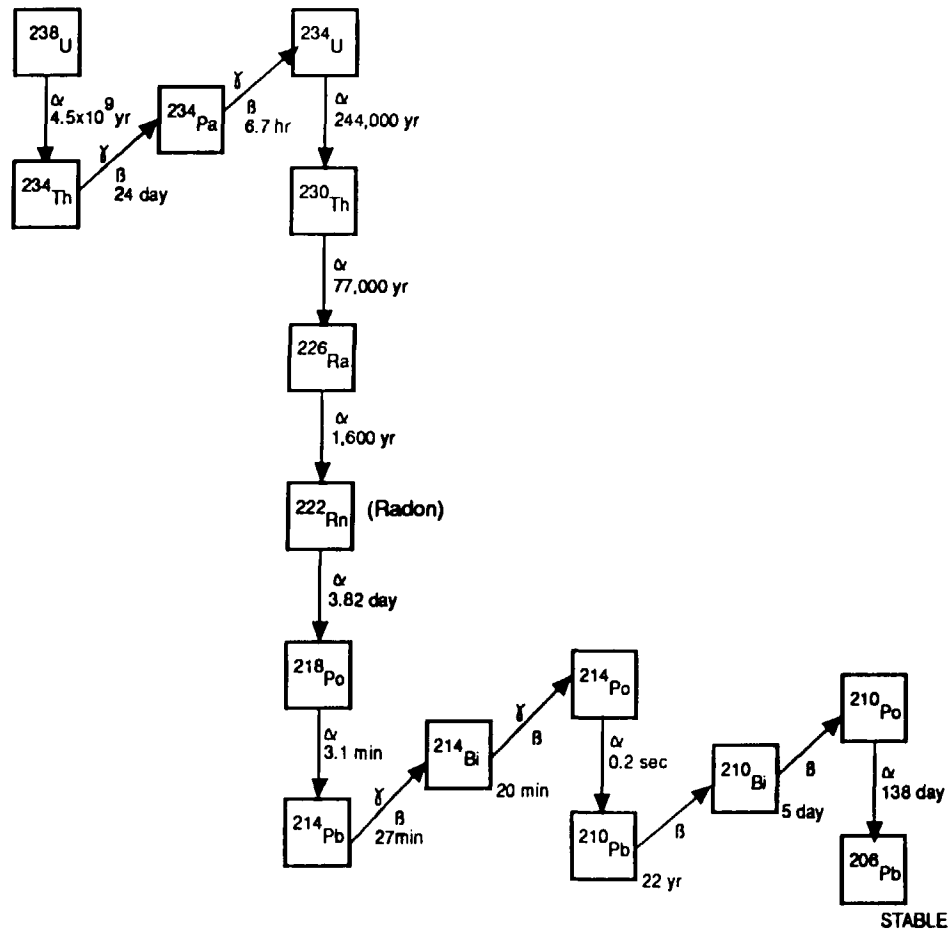 238U
234U
α
4.5x10⁹ yr
234Pa
γ
β
6.7 hr
α
244,000 yr
234Th
γ
β
24 day
230Th
α
77,000 yr
226Ra
α
1,600 yr
222Rn (Radon)
α
3.82 day
218Po
α
3.1 min
214Pb
γ
β
27min
214Bi
20 min
γ
β
214Po
α
0.2 sec
210Pb
22 yr
β
210Bi
5 day
β
210Po
α
138 day
206Pb
STABLE